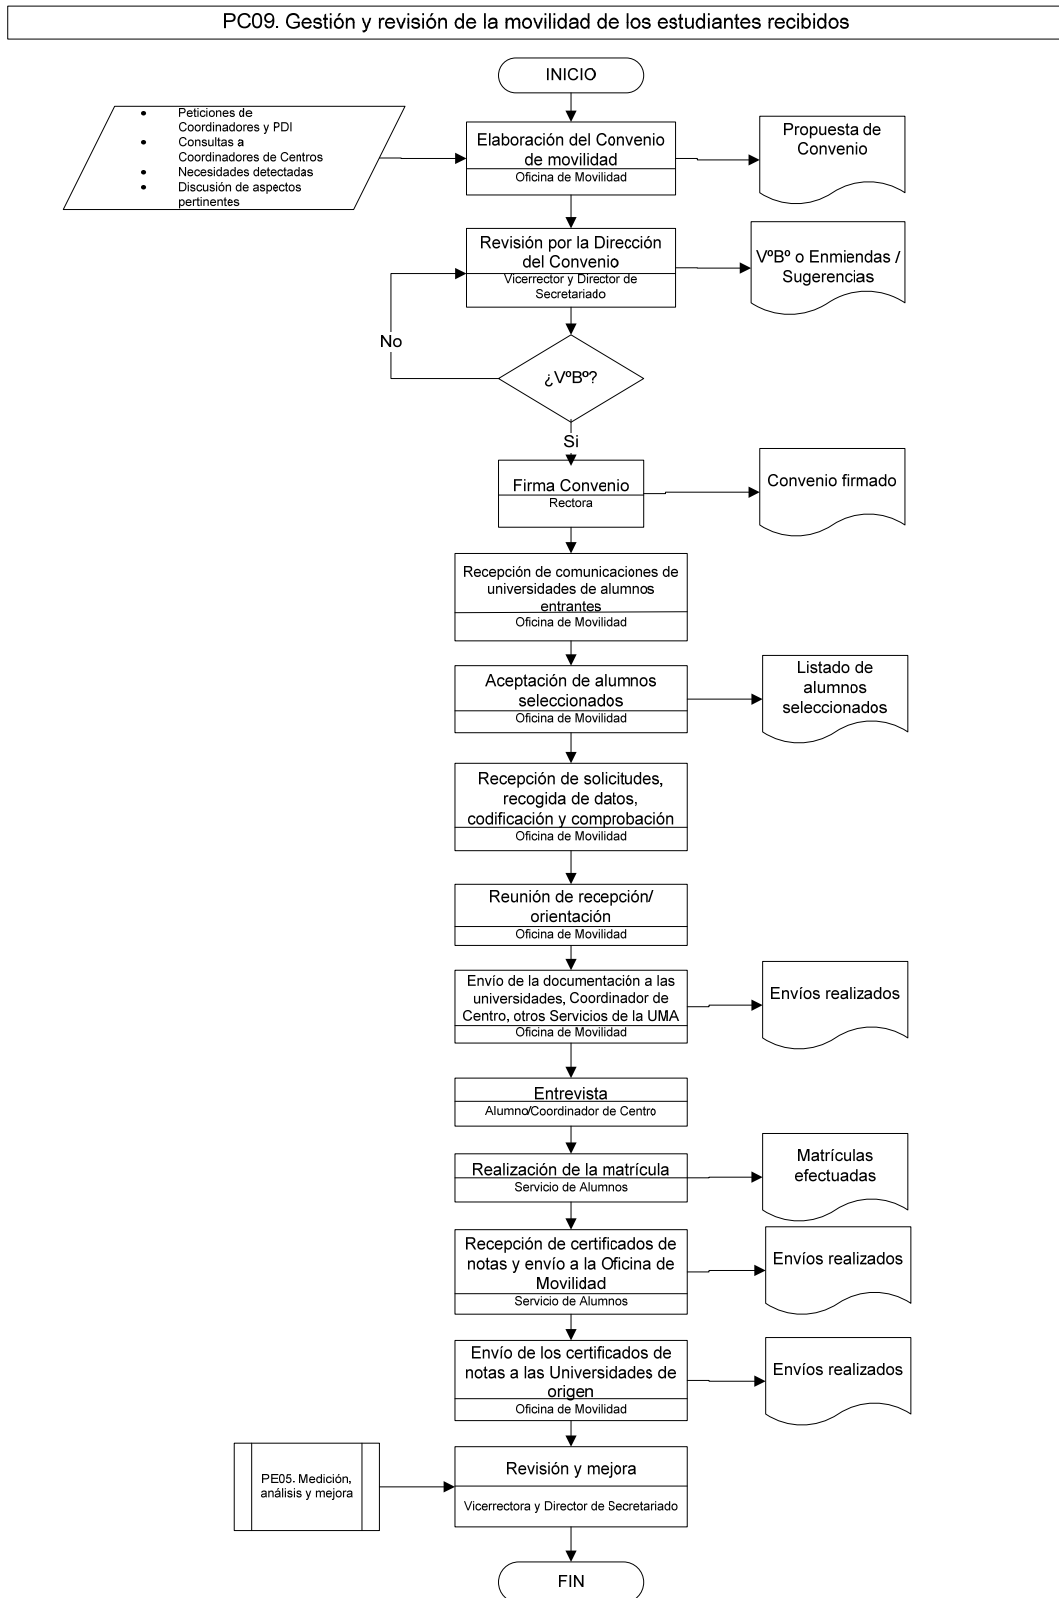 PC09. Gestión y revisión de la movilidad de los estudiantes recibidos
INICIO
• Peticiones de
Coordinadores y PDI
• Consultas a
Coordinadores de Centros
• Necesidades detectadas
• Discusión de aspectos
pertinentes
Elaboración del Convenio
de movilidad
Oficina de Movilidad
Propuesta de
Convenio
Revisión por la Dirección
del Convenio
Vicerrector y Director de
Secretariado
VºBº o Enmiendas /
Sugerencias
No
¿VºBº?
Si
Firma Convenio
Rectora
Convenio firmado
Recepción de comunicaciones de
universidades de alumnos
entrantes
Oficina de Movilidad
Aceptación de alumnos
seleccionados
Oficina de Movilidad
Listado de
alumnos
seleccionados
Recepción de solicitudes,
recogida de datos,
codificación y comprobación
Oficina de Movilidad
Reunión de recepción/
orientación
Oficina de Movilidad
Envío de la documentación a las
universidades, Coordinador de
Centro, otros Servicios de la UMA
Oficina de Movilidad
Envíos realizados
Entrevista
Alumno/Coordinador de Centro
Realización de la matrícula
Servicio de Alumnos
Matrículas
efectuadas
Recepción de certificados de
notas y envío a la Oficina de
Movilidad
Servicio de Alumnos
Envíos realizados
Envío de los certificados de
notas a las Universidades de
origen
Oficina de Movilidad
Envíos realizados
PE05. Medición,
análisis y mejora
Revisión y mejora
Vicerrectora y Director de Secretariado
FIN